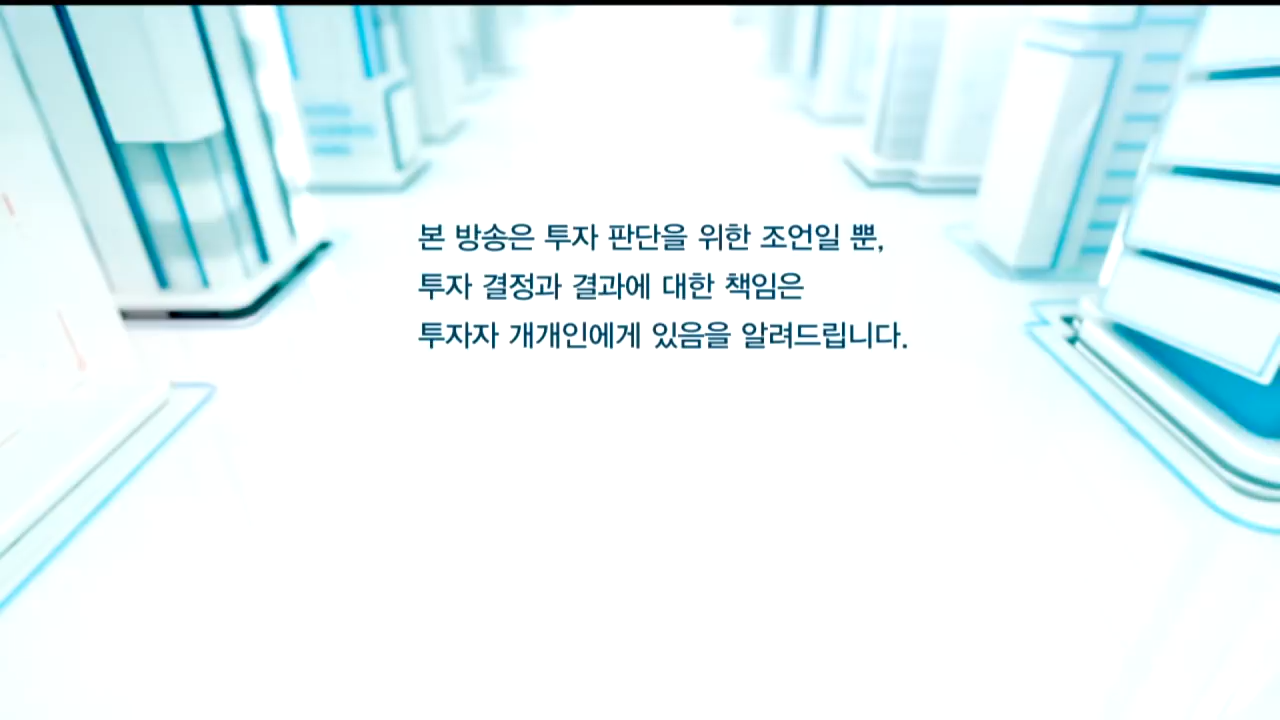 본 방송은 투자 판단을 위한 조언일 뿐,
투자 결정과 결과에 대한 책임은
투자자 개개인에게 있음을 알려드립니다.